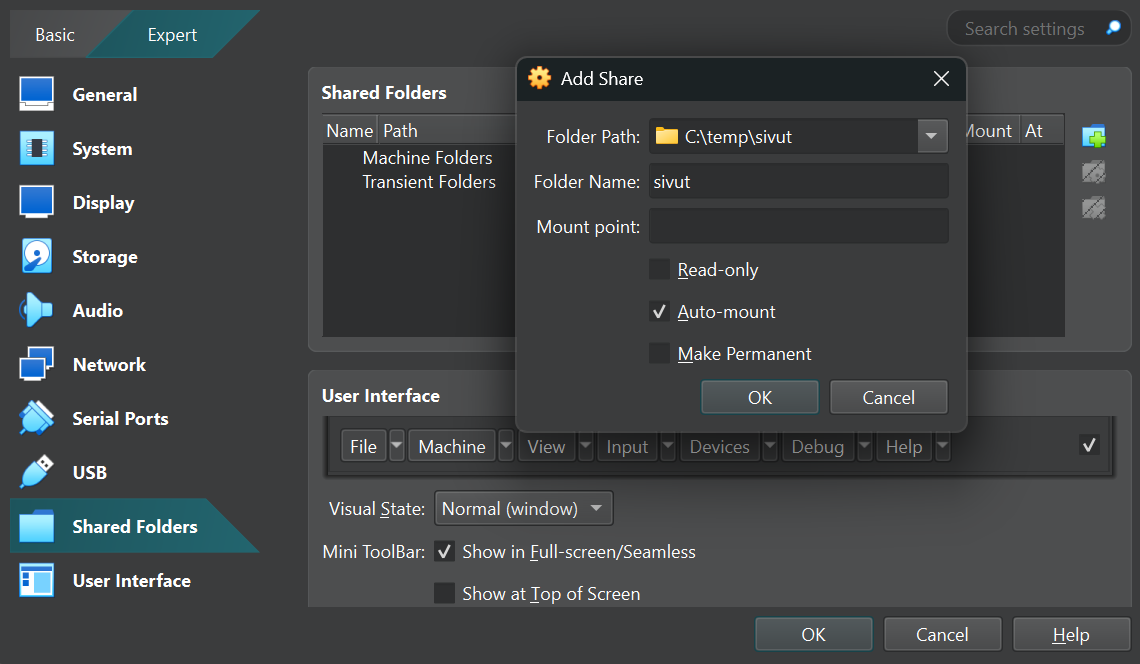 Basic
Expert
Search settings
General
System
Display
Storage
Audio
Network
Serial Ports
USB
Shared Folders
User Interface
Shared Folders
Name Path Mount At
Machine Folders
Transient Folders
Add Share
Folder Path: C:\temp\sivut
Folder Name: sivut
Mount point:
Read-only
Auto-mount
Make Permanent
OK Cancel
User Interface
File Machine View Input Devices Debug Help
Visual State: Normal (window)
Mini ToolBar: Show in Full-screen/Seamless
Show at Top of Screen
OK Cancel Help